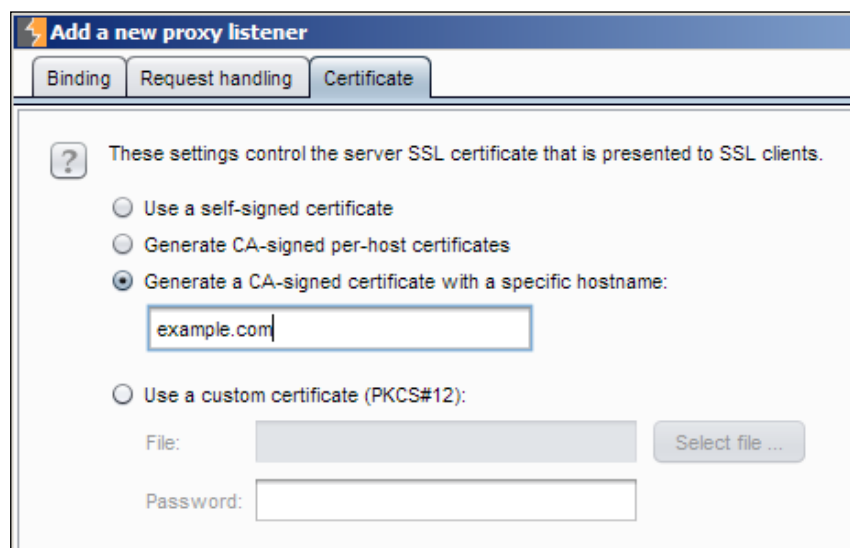 Add a new proxy listener
Binding Request handling Certificate
? These settings control the server SSL certificate that is presented to SSL clients.
Use a self-signed certificate
Generate CA-signed per-host certificates
Generate a CA-signed certificate with a specific hostname:
example.com
Use a custom certificate (PKCS#12):
File: Select file ...
Password: